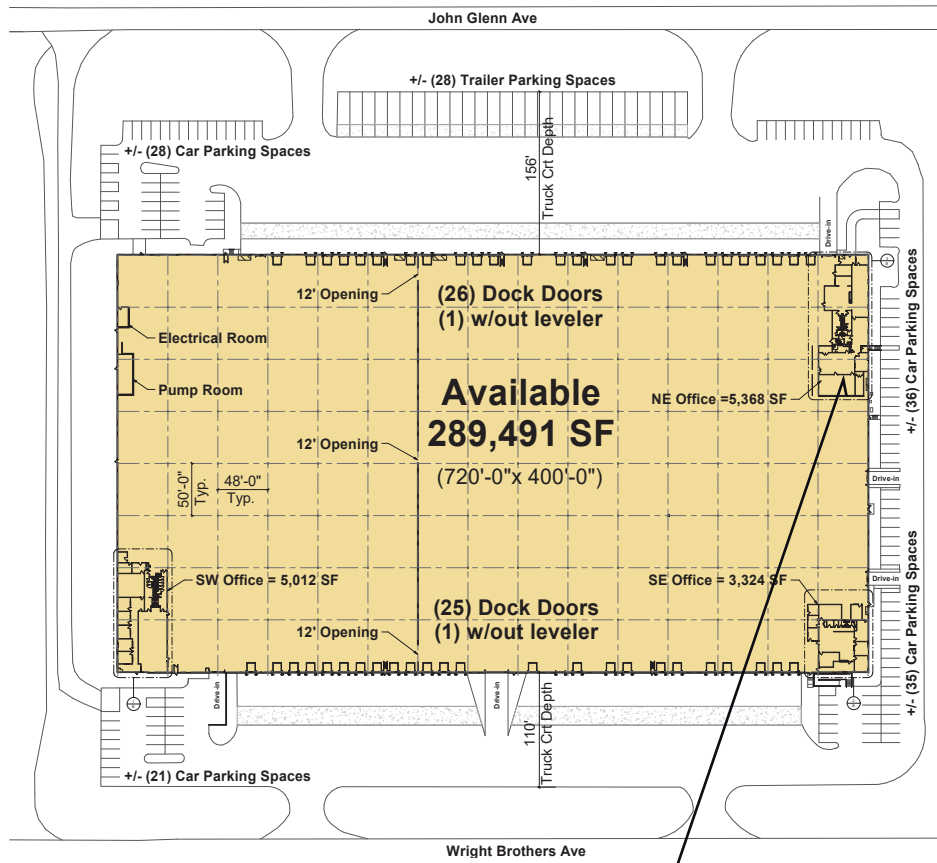 John Glenn Ave
+/- (28) Trailer Parking Spaces
+/- (28) Car Parking Spaces
156'
Truck Crt Depth
Drive-in
12' Opening
(26) Dock Doors
(1) w/out leveler
Electrical Room
Pump Room
Available
289,491 SF
(720'-0"x 400'-0")
NE Office =5,368 SF
+/- (36) Car Parking Spaces
12' Opening
50'-0"
Typ.
48'-0"
Typ.
Drive-in
SW Office = 5,012 SF
SE Office = 3,324 SF
Drive-in
(25) Dock Doors
(1) w/out leveler
12' Opening
+/- (35) Car Parking Spaces
Drive-in
Drive-in
110'
Truck Crt Depth
+/- (21) Car Parking Spaces
Wright Brothers Ave